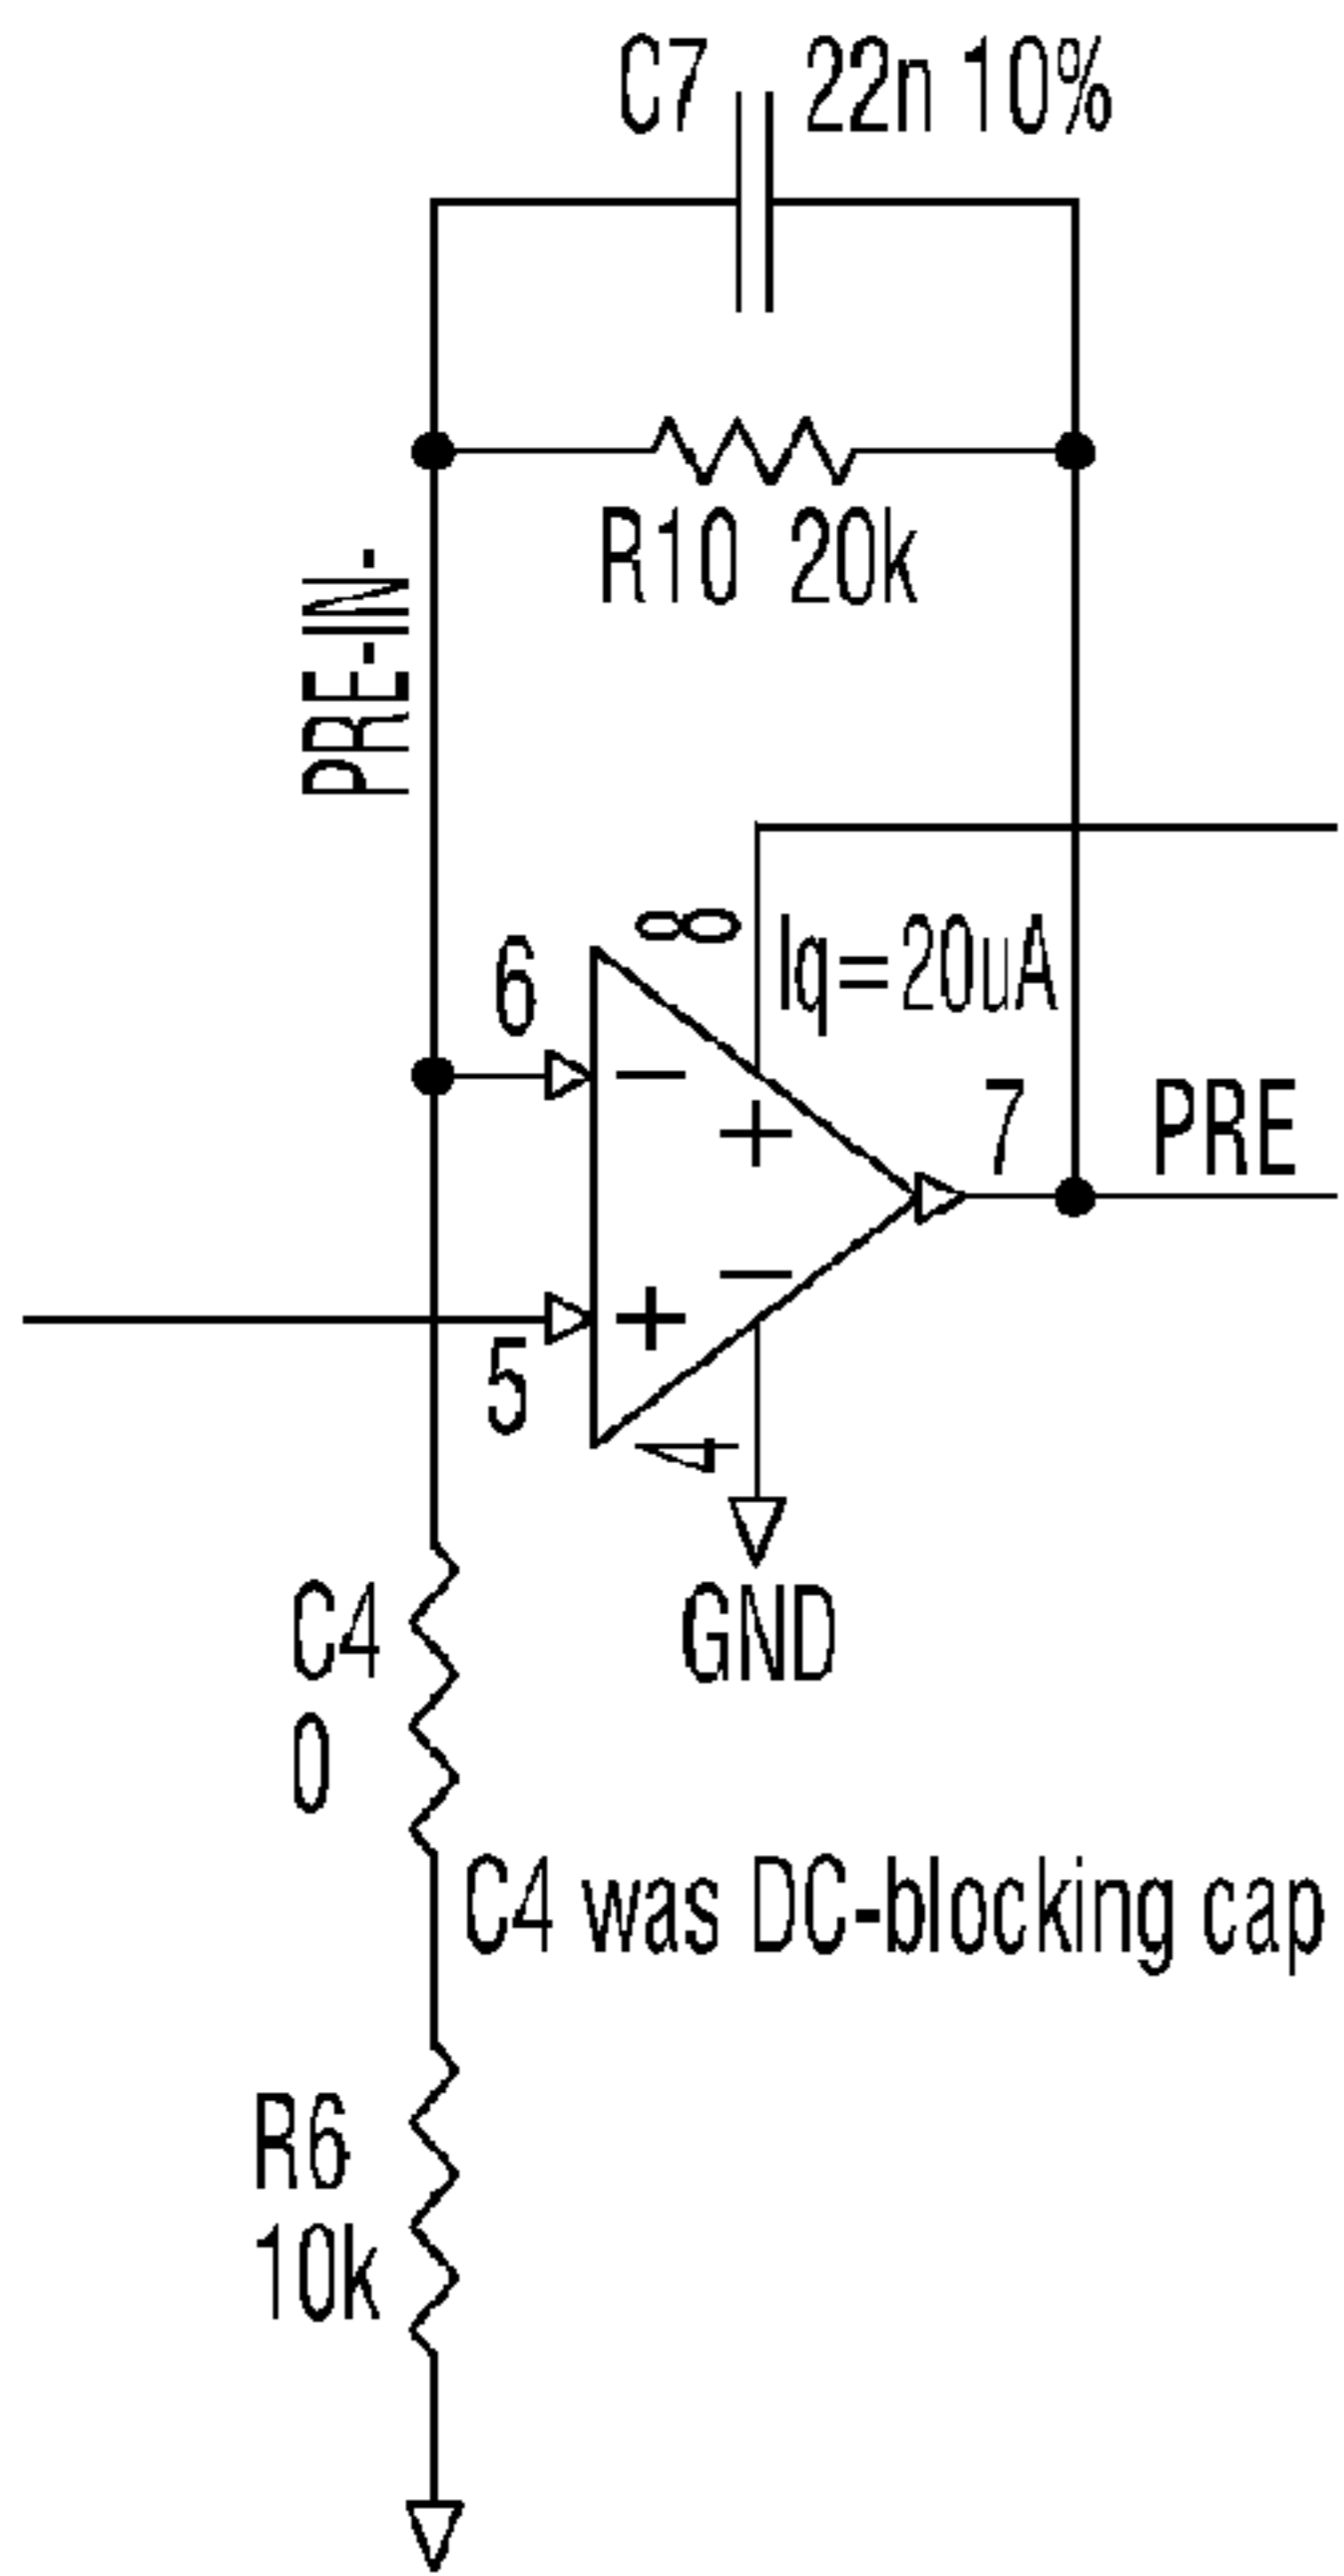 C7 22n 10%
R10 20k
PRE-IN-
8
Iq=20uA
6
7
PRE
5
4
GND
C4
0
C4 was DC-blocking cap
R6
10k